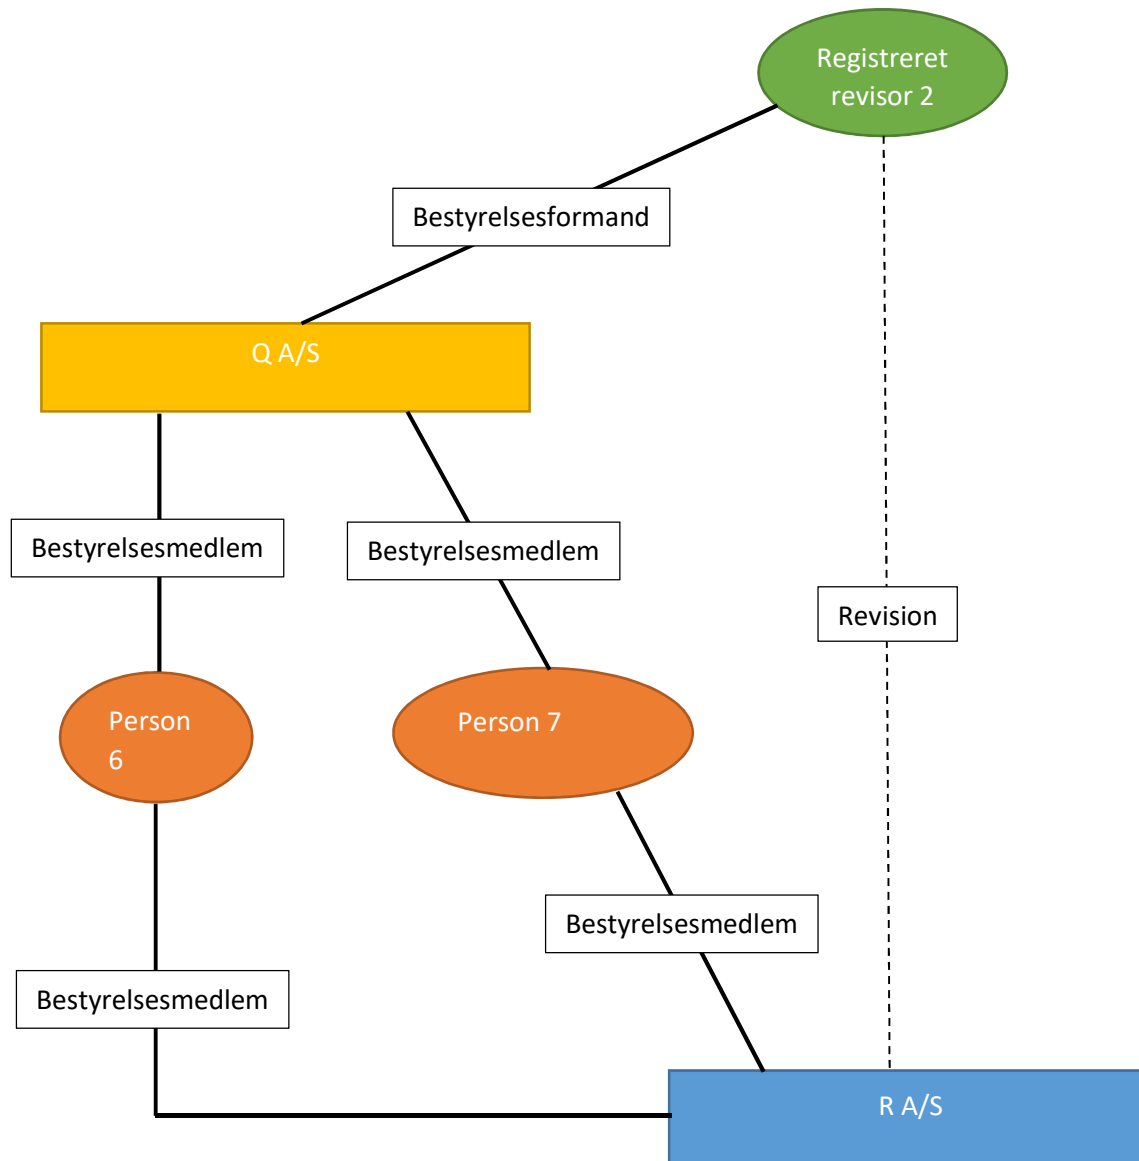 Registreret
revisor 2
Bestyrelsesformand
Q A/S
Bestyrelsesmedlem
Bestyrelsesmedlem
Revision
Person
6
Person 7
Bestyrelsesmedlem
Bestyrelsesmedlem
R A/S